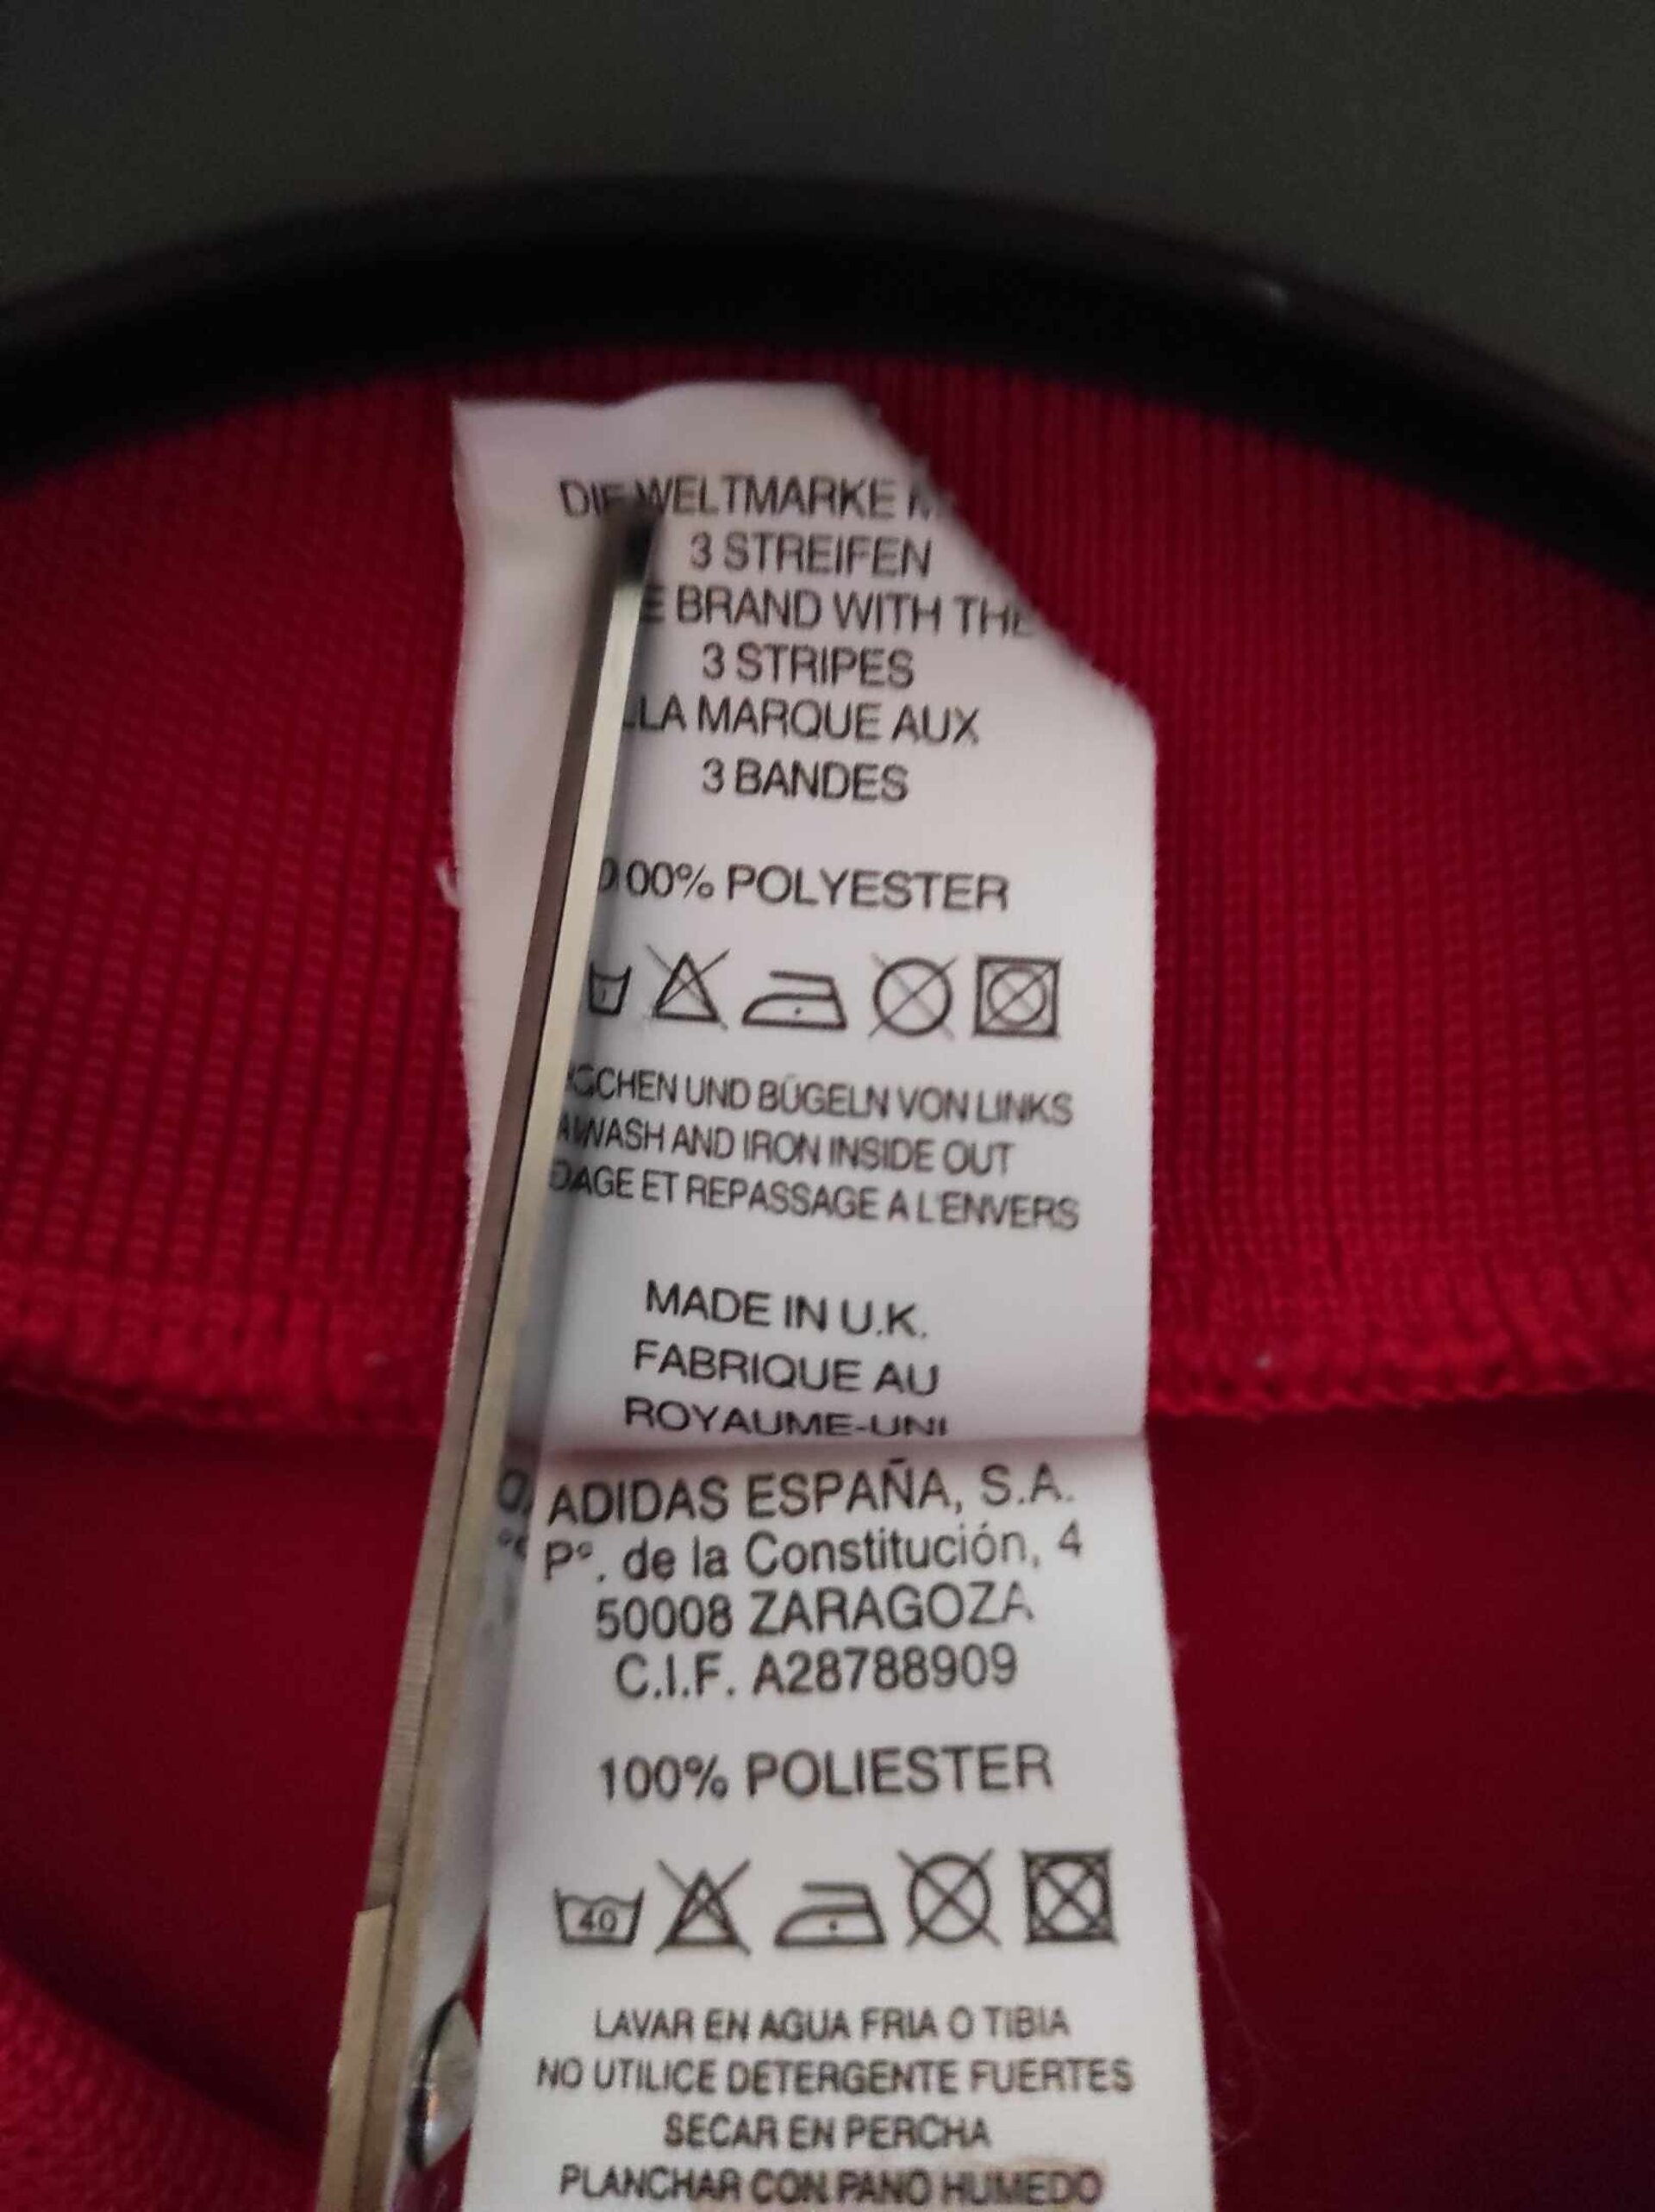 DIE WELTMARKE
3 STREIFEN
BRAND WITH THE
3 STRIPES
LA MARQUE AUX
3 BANDES
00% POLYESTER
UND BÜGELN VON LINKS
WASH AND IRON INSIDE OUT
ET REPASSAGE A L'ENVERS
MADE IN U.K.
FABRIQUE AU
ROYAUME-UNI
ADIDAS ESPAÑA, S.A.
Pº. de la Constitución, 4
50008 ZARAGOZA
C.I.F. A28788909
100% POLIESTER
40
LAVAR EN AGUA FRIA O TIBIA
NO UTILICE DETERGENTE FUERTES
SECAR EN PERCHA
PLANCHAR CON PANO HUMEDO